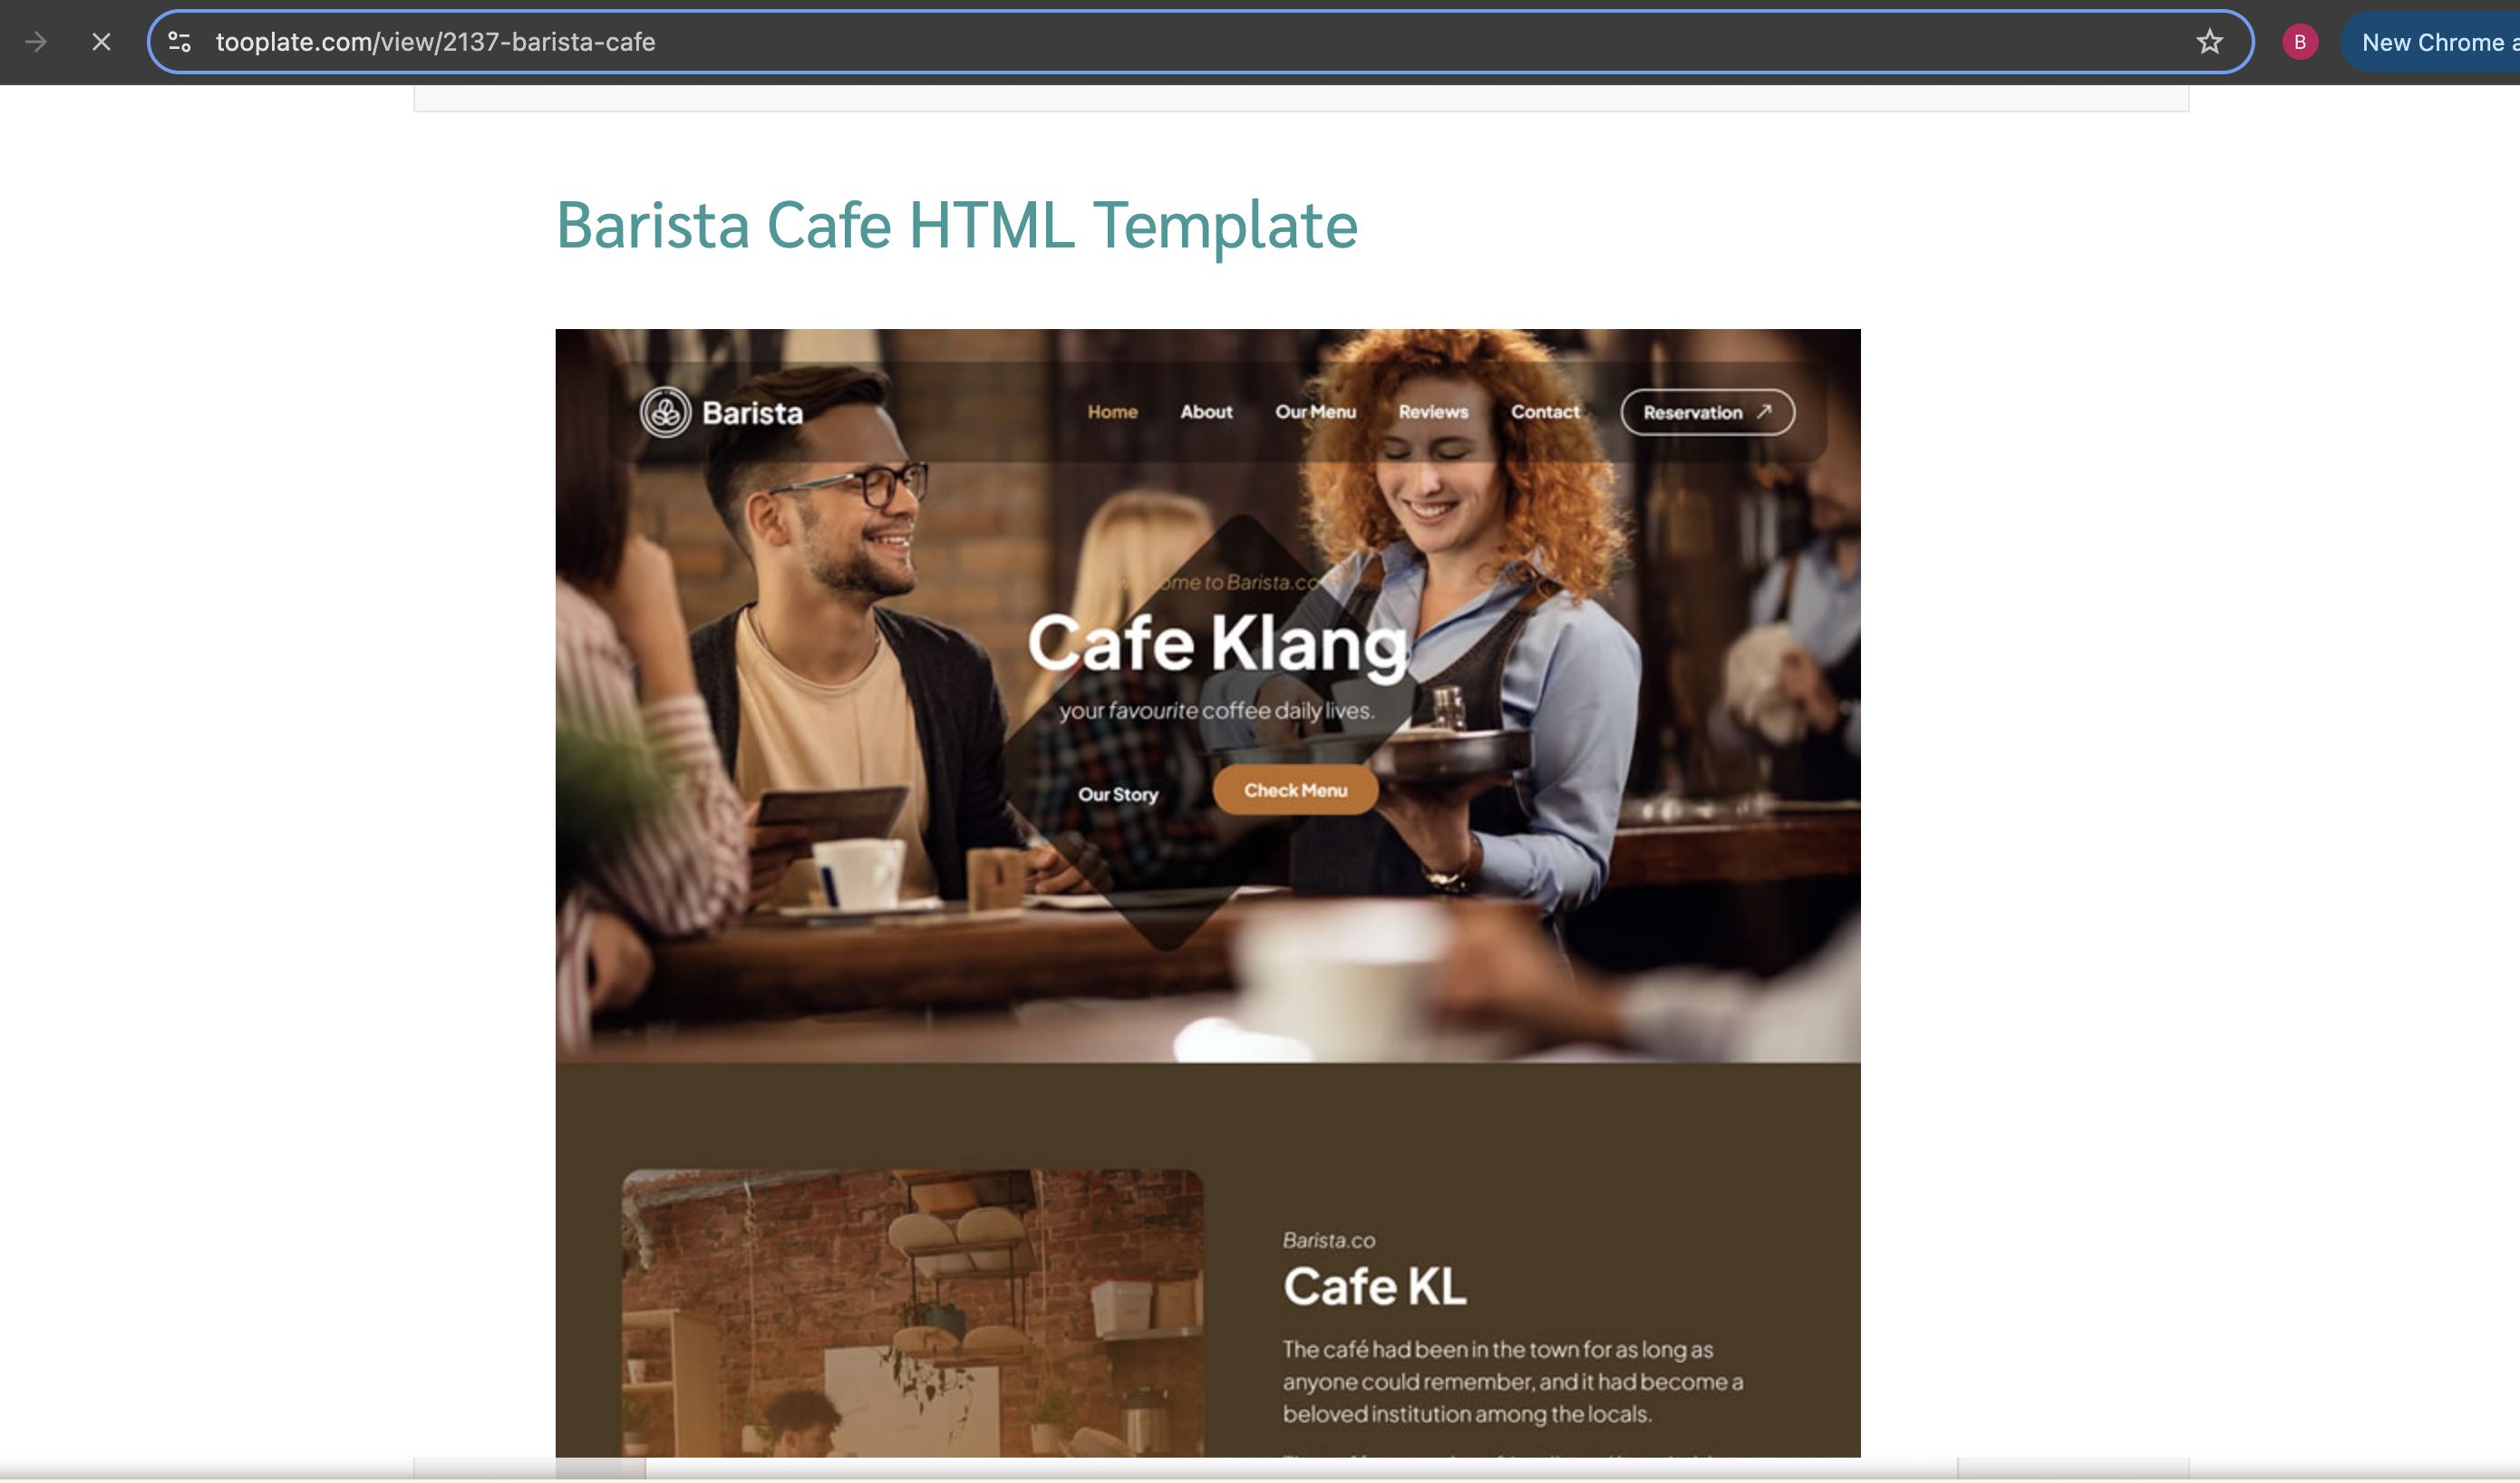 tooplate.com/view/2137-barista-cafe
B
New Chrome
Barista Cafe HTML Template
Barista
Home
About
Our Menu
Reviews
Contact
Reservation
come to Barista.co
Cafe Klang
your favourite coffee daily lives.
Our Story
Check Menu
Barista.co
Cafe KL
The café had been in the town for as long as
anyone could remember, and it had become a
beloved institution among the locals.